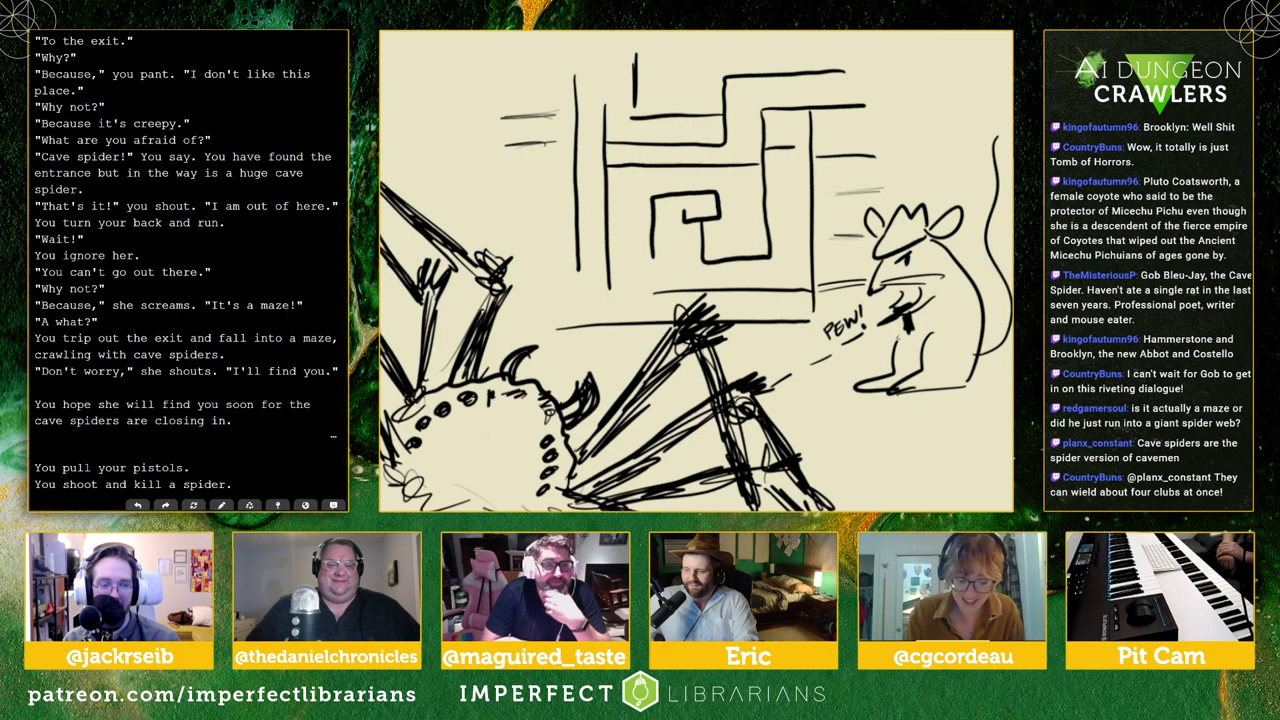 "To the exit."
"Why?"
"Because," you pant. "I don't like this
place."
"Why not?"
"Because it's creepy."
"What are you afraid of?"
"Cave spider!" You say. You have found the
entrance but in the way is a huge cave
spider.
"That's it!" you shout. "I am out of here."
You turn your back and run.
"Wait!"
You ignore her.
"You can't go out there."
"Why not?"
"Because," she screams. "It's a maze!"
"A what?"
You trip out the exit and fall into a maze,
crawling with cave spiders.
"Don't worry," she shouts. "I'll find you."
You hope she will find you soon for the
cave spiders are closing in.
…
You pull your pistols.
You shoot and kill a spider.
PEW!
AI DUNGEON
CRAWLERS
kingofautumn96: Brooklyn: Well Shit
CountryBuns: Wow, it totally is just
Tomb of Horrors.
kingofautumn96: Pluto Coatsworth, a
female coyote who said to be the
protector of Micechu Pichu even though
she is a descendent of the fierce empire
of Coyotes that wiped out the Ancient
Micechu Pichuians of ages gone by.
TheMisteriousP: Gob Bleu-Jay, the Cave
Spider. Haven't ate a single rat in the last
seven years. Professional poet, writer
and mouse eater.
kingofautumn96: Hammerstone and
Brooklyn, the new Abbot and Costello
CountryBuns: I can't wait for Gob to get
in on this riveting dialogue!
redgamersoul: is it actually a maze or
did he just run into a giant spider web?
planx_constant: Cave spiders are the
spider version of cavemen
CountryBuns: @planx_constant They
can wield about four clubs at once!
@jackrseib
@thedanielchronicles
@maguired_taste
Eric
@cgcordeau
Pit Cam
patreon.com/imperfectlibrarians
IMPERFECT LIBRARIANS